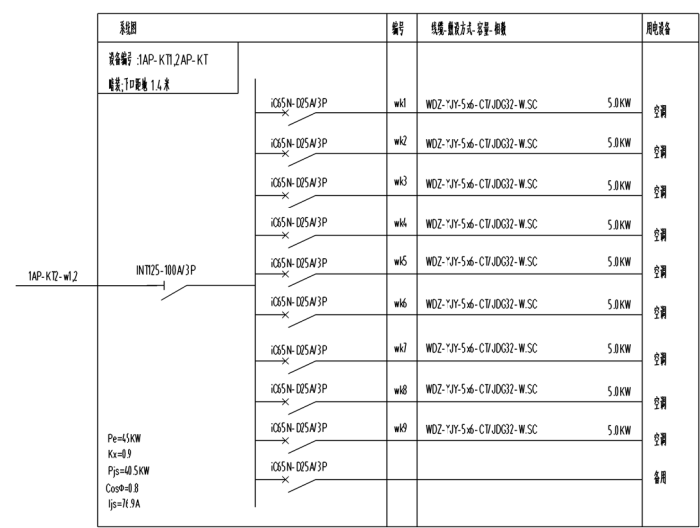 系统图 编号 线缆-敷设方式-容量-相数 用电设备
设备编号:1AP-KT1,2AP-KT
暗装;下口距地 1.4米
iC65N-D25A/3P wk1 WDZ-YJY-5x6-CT/JDG32-W.SC 5.0KW 空调
iC65N-D25A/3P wk2 WDZ-YJY-5x6-CT/JDG32-W.SC 5.0KW 空调
iC65N-D25A/3P wk3 WDZ-YJY-5x6-CT/JDG32-W.SC 5.0KW 空调
iC65N-D25A/3P wk4 WDZ-YJY-5x6-CT/JDG32-W.SC 5.0KW 空调
iC65N-D25A/3P wk5 WDZ-YJY-5x6-CT/JDG32-W.SC 5.0KW 空调
1AP-KT2-w1,2 INT125-100A/3P
iC65N-D25A/3P wk6 WDZ-YJY-5x6-CT/JDG32-W.SC 5.0KW 空调
iC65N-D25A/3P wk7 WDZ-YJY-5x6-CT/JDG32-W.SC 5.0KW 空调
iC65N-D25A/3P wk8 WDZ-YJY-5x6-CT/JDG32-W.SC 5.0KW 空调
iC65N-D25A/3P wk9 WDZ-YJY-5x6-CT/JDG32-W.SC 5.0KW 空调
iC65N-D25A/3P 备用
Pe=45KW
Kx=0.9
Pjs=40.5KW
CosΦ=0.8
Ijs=76.9A